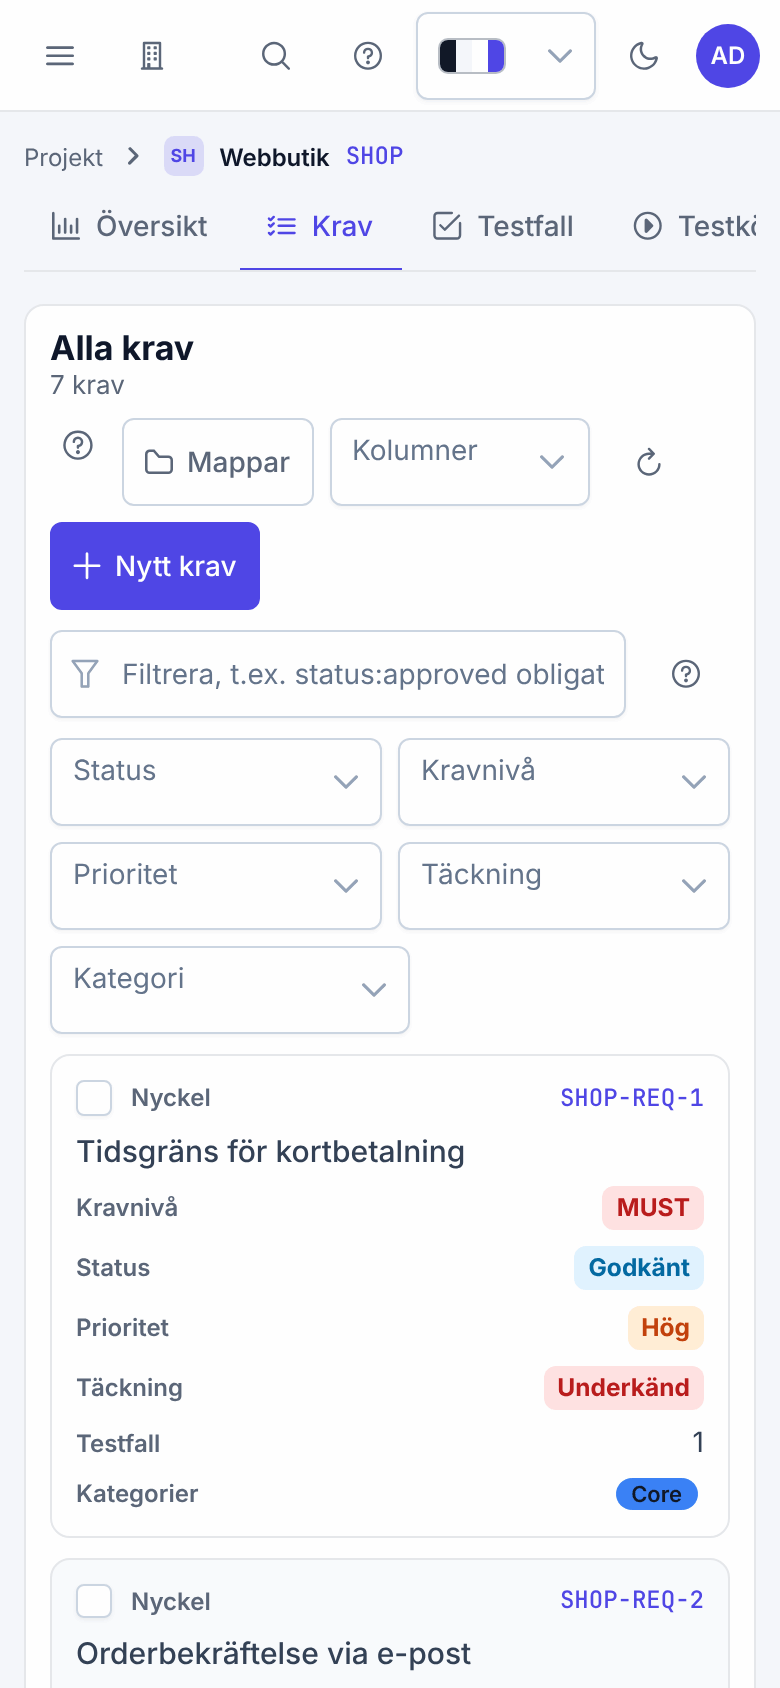 AD
Projekt
SH
Webbutik SHOP
Översikt
Krav
Testfall
Testkö
Alla krav
7 krav
Mappar
Kolumner
Nytt krav
Filtrera, t.ex. status:approved obligat
Status
Kravnivå
Prioritet
Täckning
Kategori
Nyckel SHOP-REQ-1
Tidsgräns för kortbetalning
Kravnivå MUST
Status Godkänt
Prioritet Hög
Täckning Underkänd
Testfall 1
Kategorier Core
Nyckel SHOP-REQ-2
Orderbekräftelse via e-post